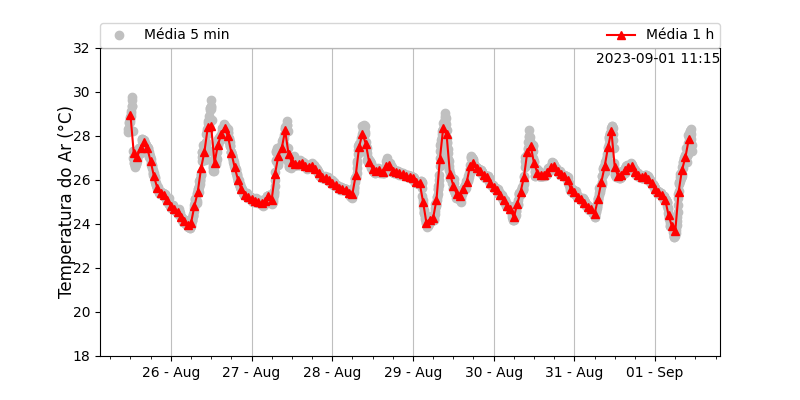 Média 5 min
Média 1 h
2023-09-01 11:15
Temperatura do Ar (°C)
32
30
28
26
24
22
20
18
26 - Aug
27 - Aug
28 - Aug
29 - Aug
30 - Aug
31 - Aug
01 - Sep